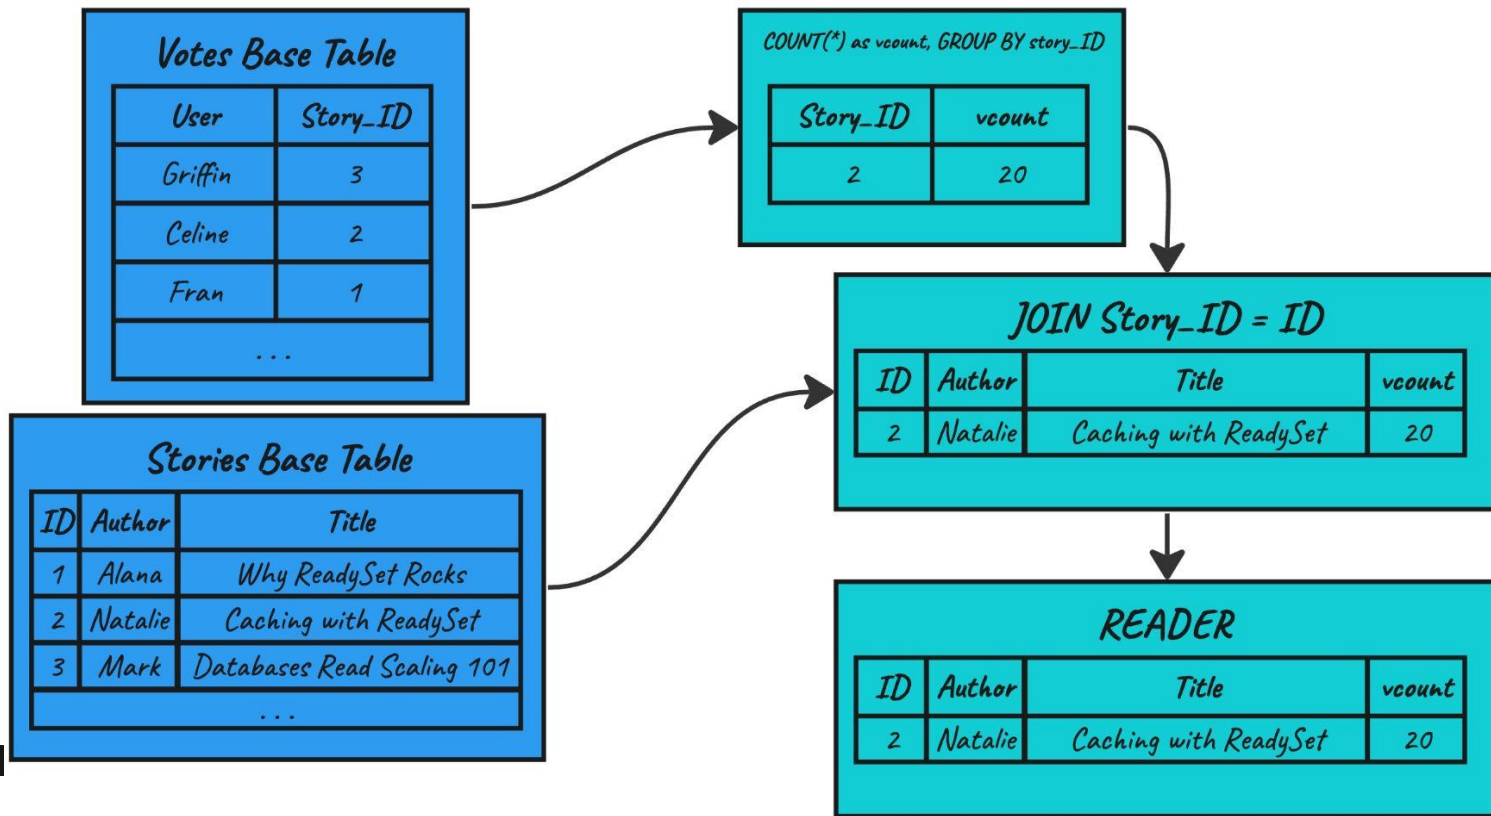 Votes Base Table
User Story_ID
Griffin 3
Celine 2
Fran 1
...
Stories Base Table
ID Author Title
1 Alana Why ReadySet Rocks
2 Natalie Caching with ReadySet
3 Mark Databases Read Scaling 101
...
COUNT(*) as vcount, GROUP BY story_ID
Story_ID vcount
2 20
JOIN Story_ID = ID
ID Author Title vcount
2 Natalie Caching with ReadySet 20
READER
ID Author Title vcount
2 Natalie Caching with ReadySet 20